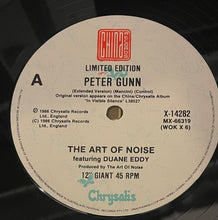 CHINA
LIMITED EDITION
A
PETER GUNN
(Extended Version) (Mancini) (Control)
Original version appears on the China/Chrysalis Album
"In Visible Silence" L38527
℗ 1986 Chrysalis Records
Ltd., England
© 1986 Chrysalis Records
Ltd., England
X-14282
MX-66319
(WOK X 6)
THE ART OF NOISE
featuring DUANE EDDY
Produced by The Art Of Noise
12" GIANT 45 RPM
Chrysalis